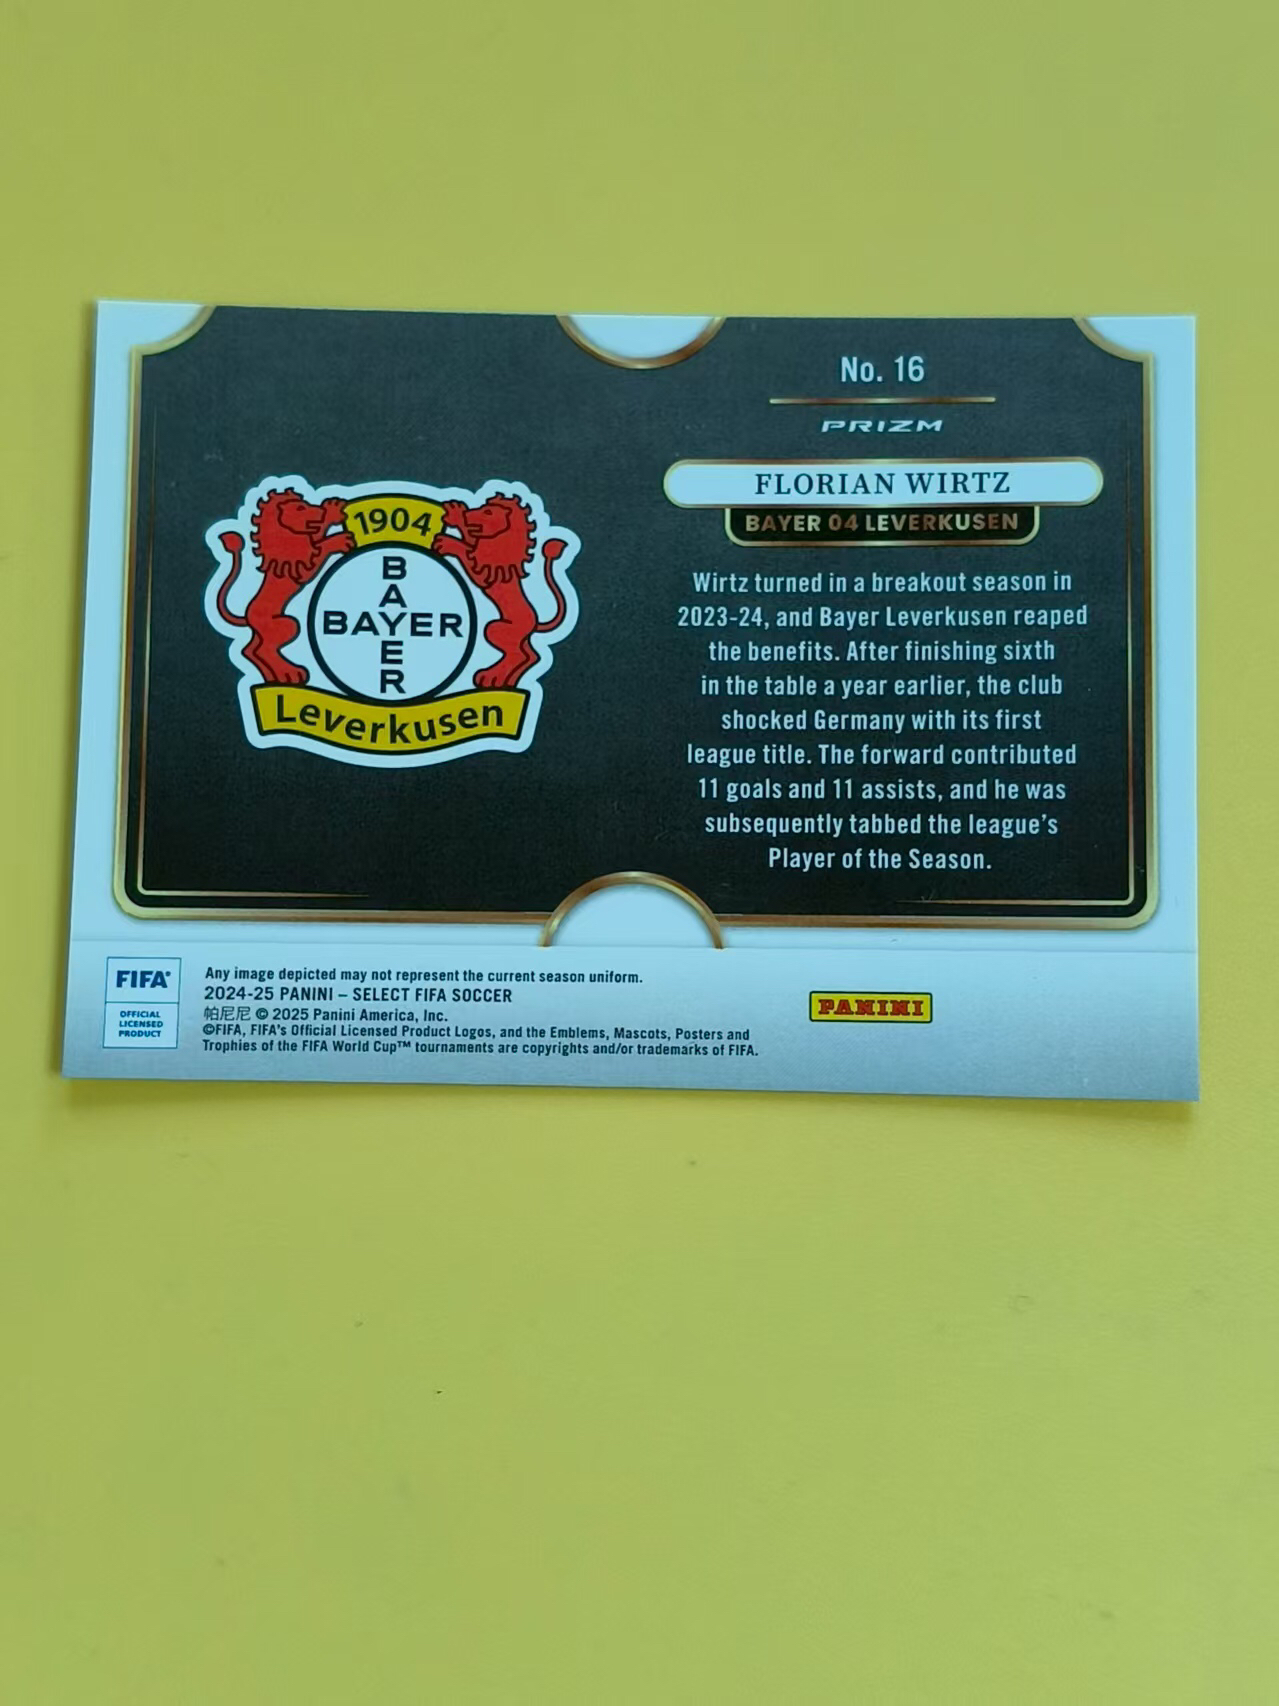 No. 16
PRIZM
FLORIAN WIRTZ
BAYER 04 LEVERKUSEN
1904
BAYER
BAYER
Leverkusen
Wirtz turned in a breakout season in
2023-24, and Bayer Leverkusen reaped
the benefits. After finishing sixth
in the table a year earlier, the club
shocked Germany with its first
league title. The forward contributed
11 goals and 11 assists, and he was
subsequently tabbed the league's
Player of the Season.
FIFA®
OFFICIAL
LICENSED
PRODUCT
Any image depicted may not represent the current season uniform.
2024-25 PANINI – SELECT FIFA SOCCER
帕尼尼 © 2025 Panini America, Inc.
©FIFA, FIFA's Official Licensed Product Logos, and the Emblems, Mascots, Posters and
Trophies of the FIFA World Cup™ tournaments are copyrights and/or trademarks of FIFA.
PANINI